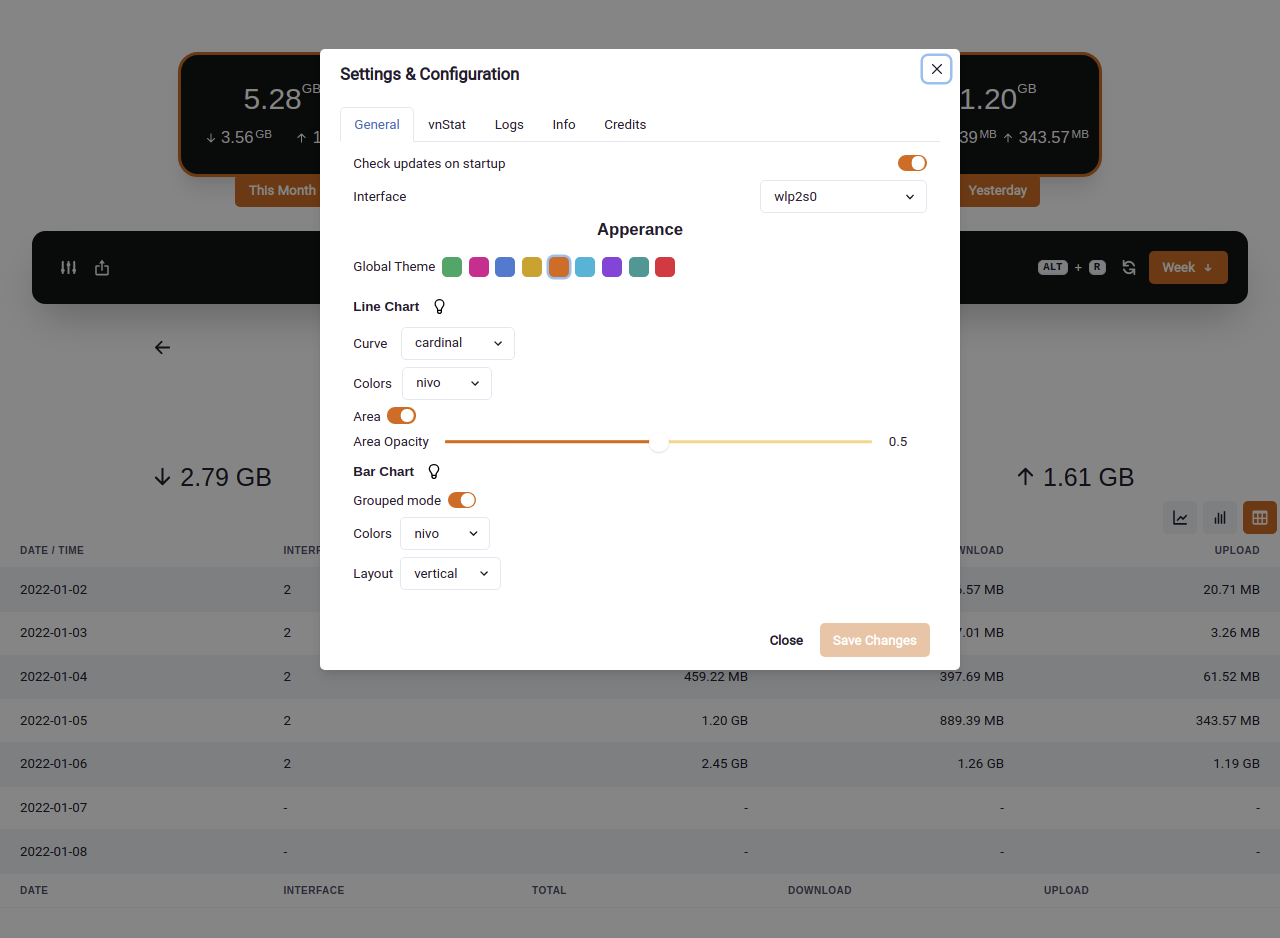 5.28 GB
↓ 3.56 GB ↑ 1
This Month
1.20 GB
39 MB ↑ 343.57 MB
Yesterday
ALT + R
Week ↓
↓ 2.79 GB
↑ 1.61 GB
Settings & Configuration
General vnStat Logs Info Credits
Check updates on startup
Interface wlp2s0
Apperance
Global Theme
Line Chart
Curve cardinal
Colors nivo
Area
Area Opacity 0.5
Bar Chart
Grouped mode
Colors nivo
Layout vertical
Close Save Changes
DATE / TIME INTERF WNLOAD UPLOAD
2022-01-02 2 .57 MB 20.71 MB
2022-01-03 2 .01 MB 3.26 MB
2022-01-04 2 459.22 MB 397.69 MB 61.52 MB
2022-01-05 2 1.20 GB 889.39 MB 343.57 MB
2022-01-06 2 2.45 GB 1.26 GB 1.19 GB
2022-01-07 - - - -
2022-01-08 - - - -
DATE INTERFACE TOTAL DOWNLOAD UPLOAD